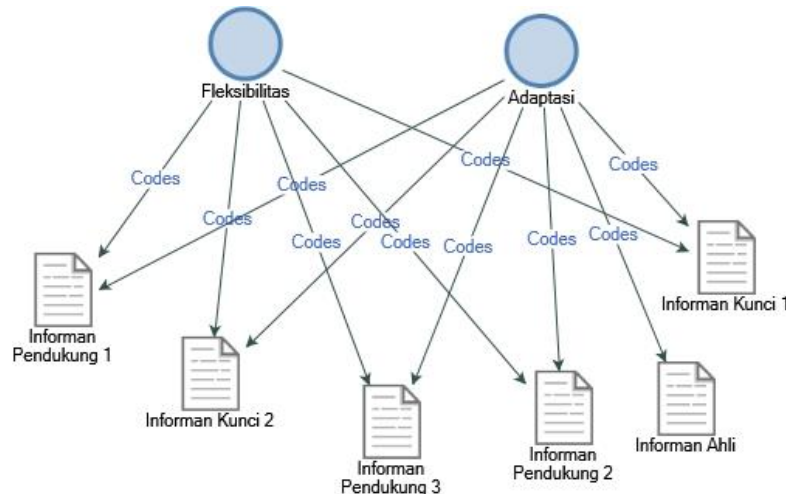 Fleksibilitas
Adaptasi
Codes
Codes
Codes
Codes
Codes
Codes
Codes
Codes
Codes
Codes
Codes
Informan Kunci 1
Informan
Pendukung 1
Informan Kunci 2
Informan Ahli
Informan
Pendukung 2
Informan
Pendukung 3